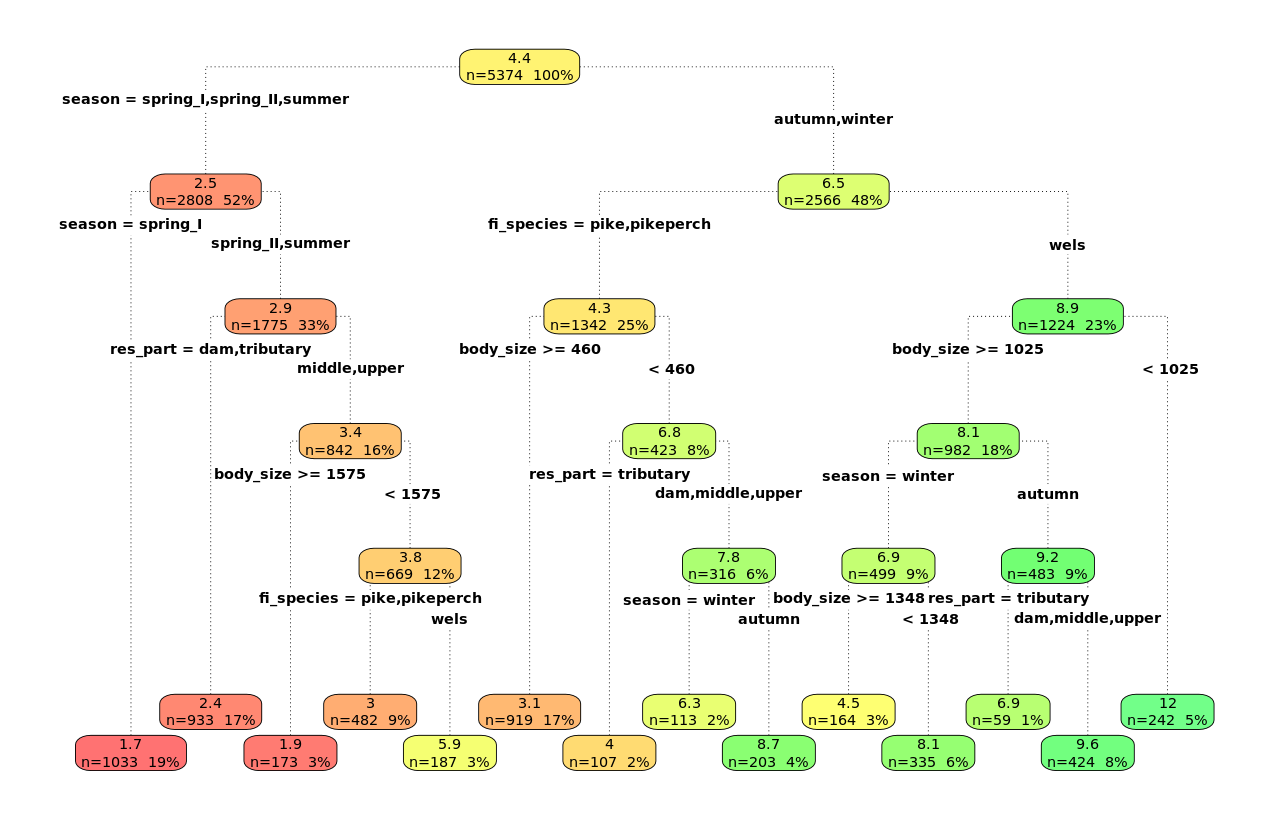 4.4
n=5374 100%
season = spring_I,spring_II,summer
autumn,winter
2.5
n=2808 52%
6.5
n=2566 48%
season = spring_I
spring_II,summer
fi_species = pike,pikeperch
wels
2.9
n=1775 33%
4.3
n=1342 25%
8.9
n=1224 23%
res_part = dam,tributary
middle,upper
body_size >= 460
< 460
body_size >= 1025
< 1025
3.4
n=842 16%
6.8
n=423 8%
8.1
n=982 18%
body_size >= 1575
< 1575
res_part = tributary
dam,middle,upper
season = winter
autumn
3.8
n=669 12%
7.8
n=316 6%
6.9
n=499 9%
9.2
n=483 9%
fi_species = pike,pikeperch
wels
season = winter
autumn
body_size >= 1348
< 1348
res_part = tributary
dam,middle,upper
2.4
n=933 17%
3
n=482 9%
3.1
n=919 17%
6.3
n=113 2%
4.5
n=164 3%
6.9
n=59 1%
12
n=242 5%
1.7
n=1033 19%
1.9
n=173 3%
5.9
n=187 3%
4
n=107 2%
8.7
n=203 4%
8.1
n=335 6%
9.6
n=424 8%